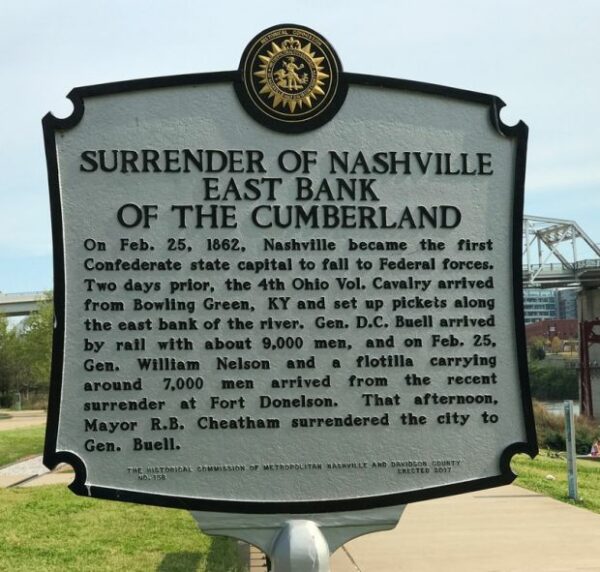 HISTORICAL COMMISSION
SURRENDER OF NASHVILLE
EAST BANK
OF THE CUMBERLAND
On Feb. 25, 1862, Nashville became the first
Confederate state capital to fall to Federal forces.
Two days prior, the 4th Ohio Vol. Cavalry arrived
from Bowling Green, KY and set up pickets along
the east bank of the river. Gen. D.C. Buell arrived
by rail with about 9,000 men, and on Feb. 25,
Gen. William Nelson and a flotilla carrying
around 7,000 men arrived from the recent
surrender at Fort Donelson. That afternoon,
Mayor R.B. Cheatham surrendered the city to
Gen. Buell.
THE HISTORICAL COMMISSION OF METROPOLITAN NASHVILLE AND DAVIDSON COUNTY
NO. 158 ERECTED 2017